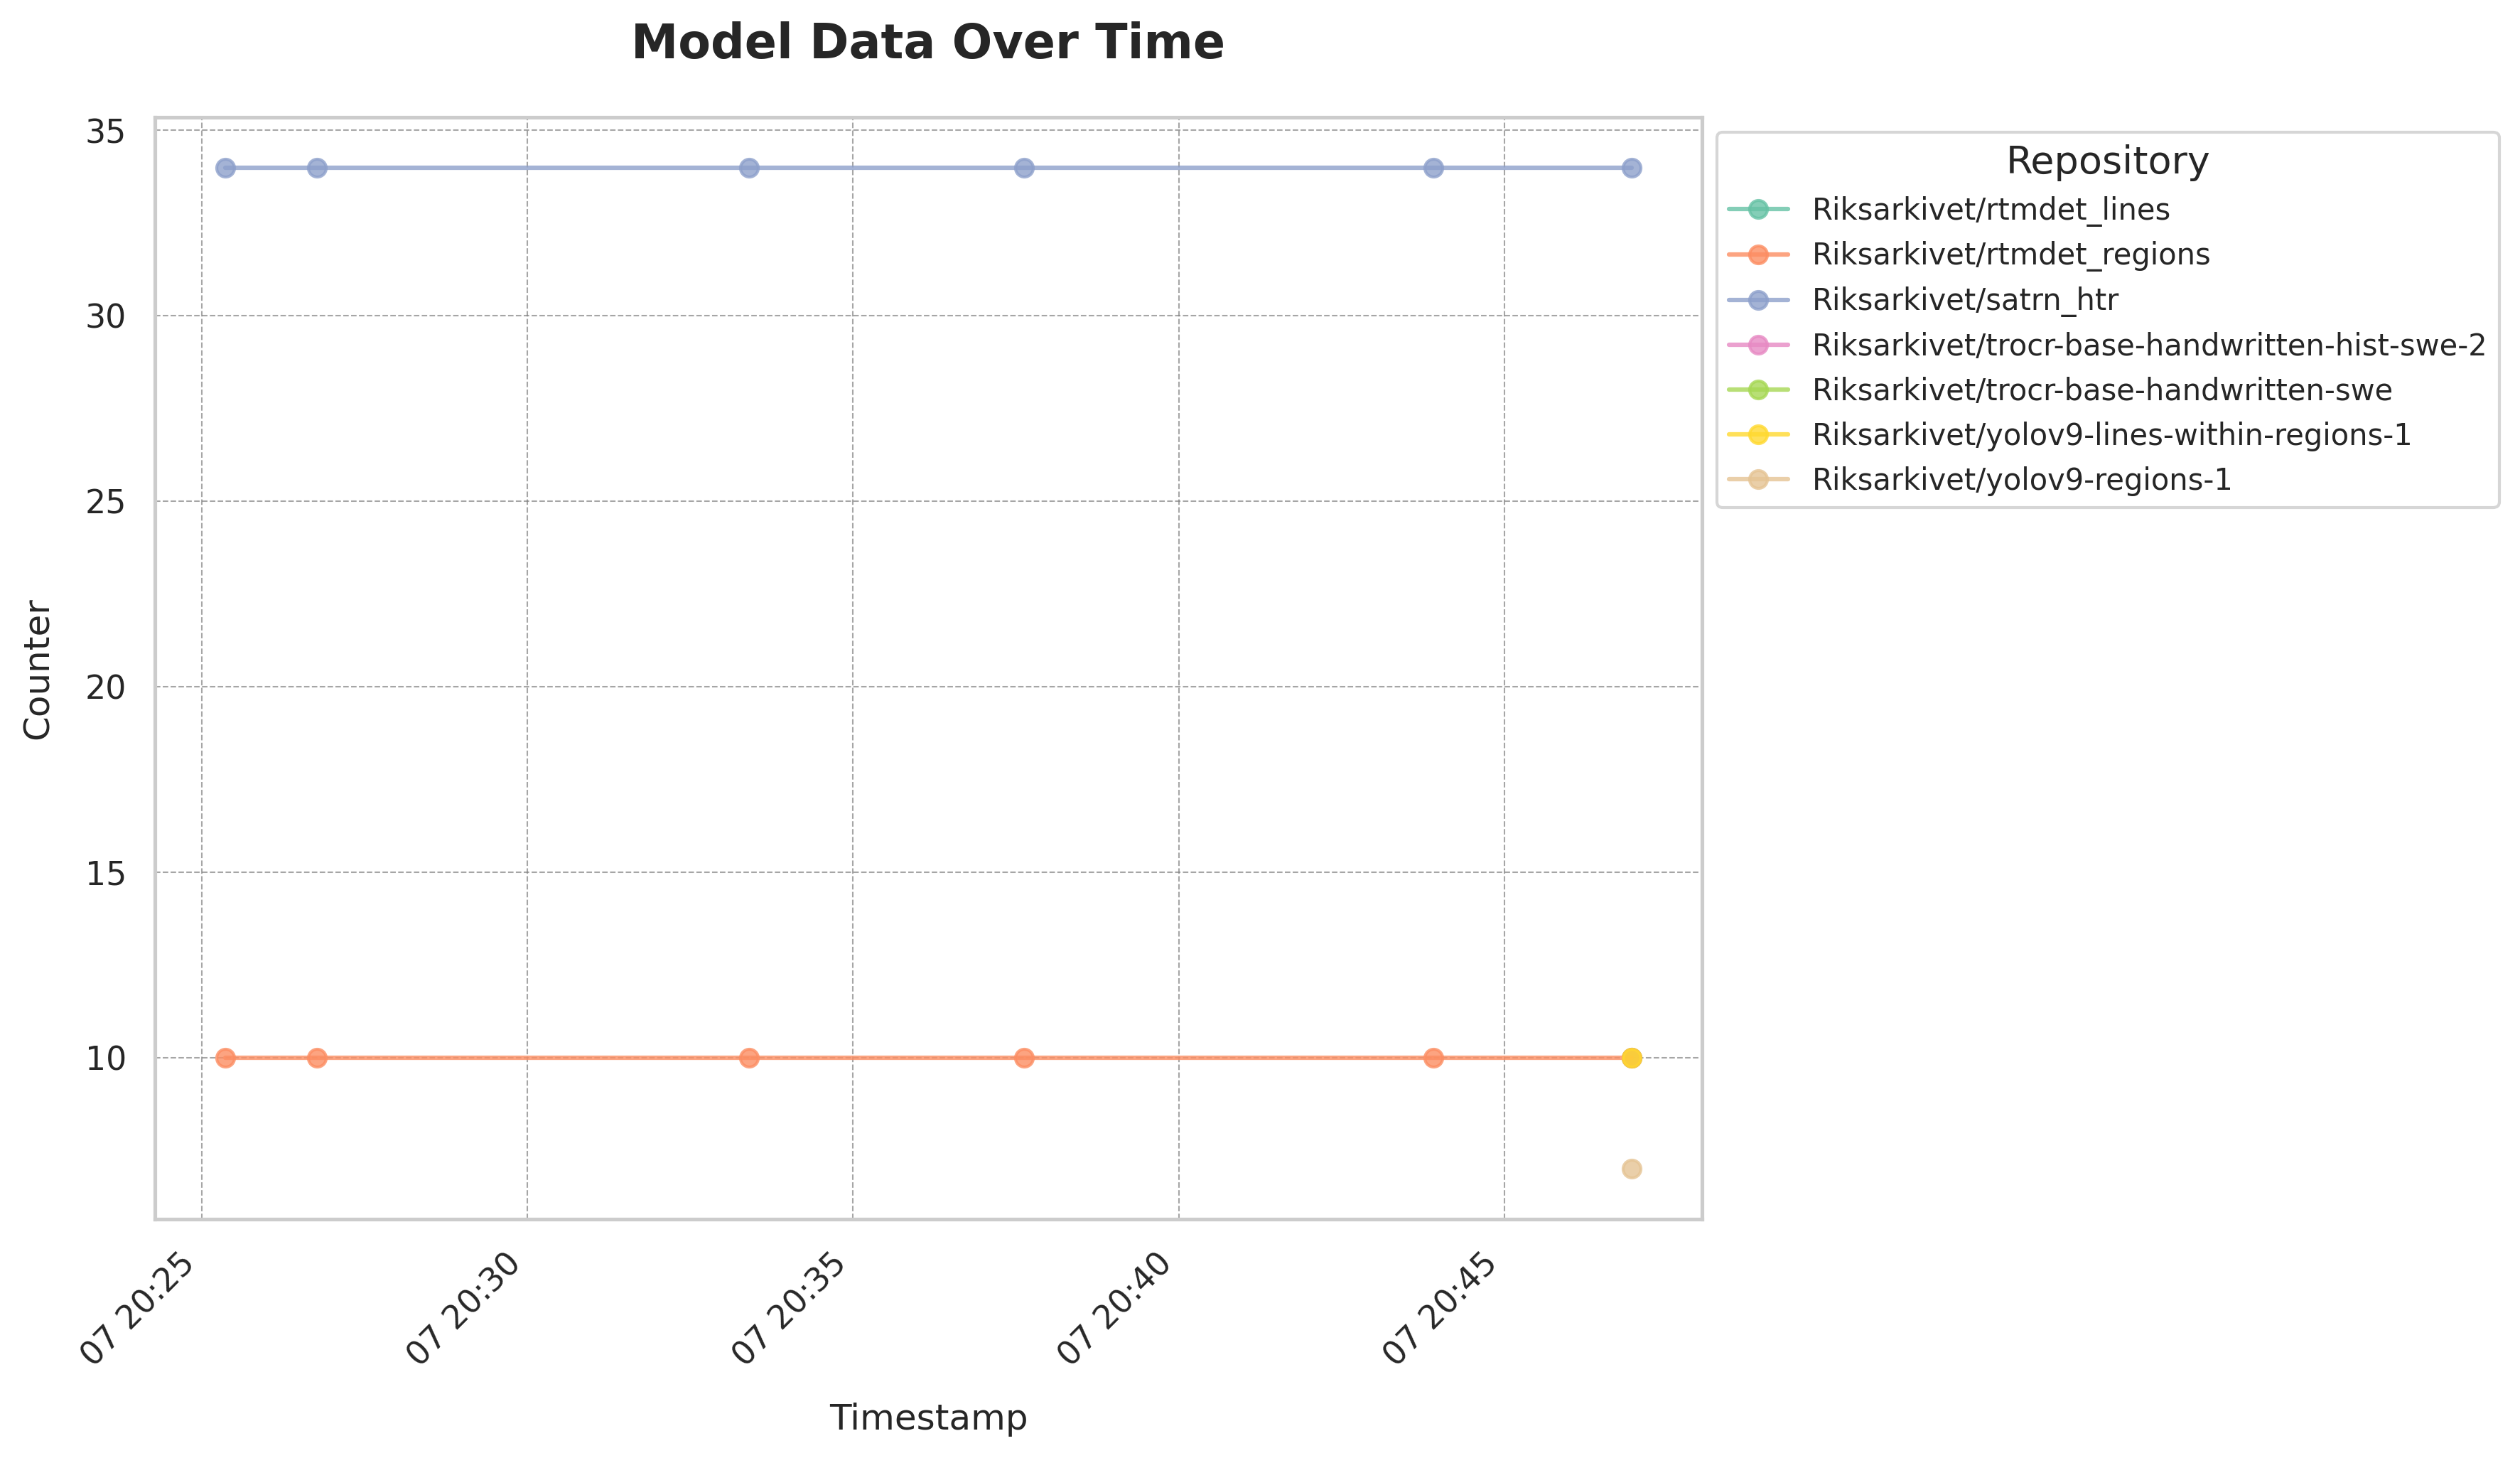 Model Data Over Time
35
30
25
20
15
10
Counter
07 20:25
07 20:30
07 20:35
07 20:40
07 20:45
Timestamp
Repository
Riksarkivet/rtmdet_lines
Riksarkivet/rtmdet_regions
Riksarkivet/satrn_htr
Riksarkivet/trocr-base-handwritten-hist-swe-2
Riksarkivet/trocr-base-handwritten-swe
Riksarkivet/yolov9-lines-within-regions-1
Riksarkivet/yolov9-regions-1